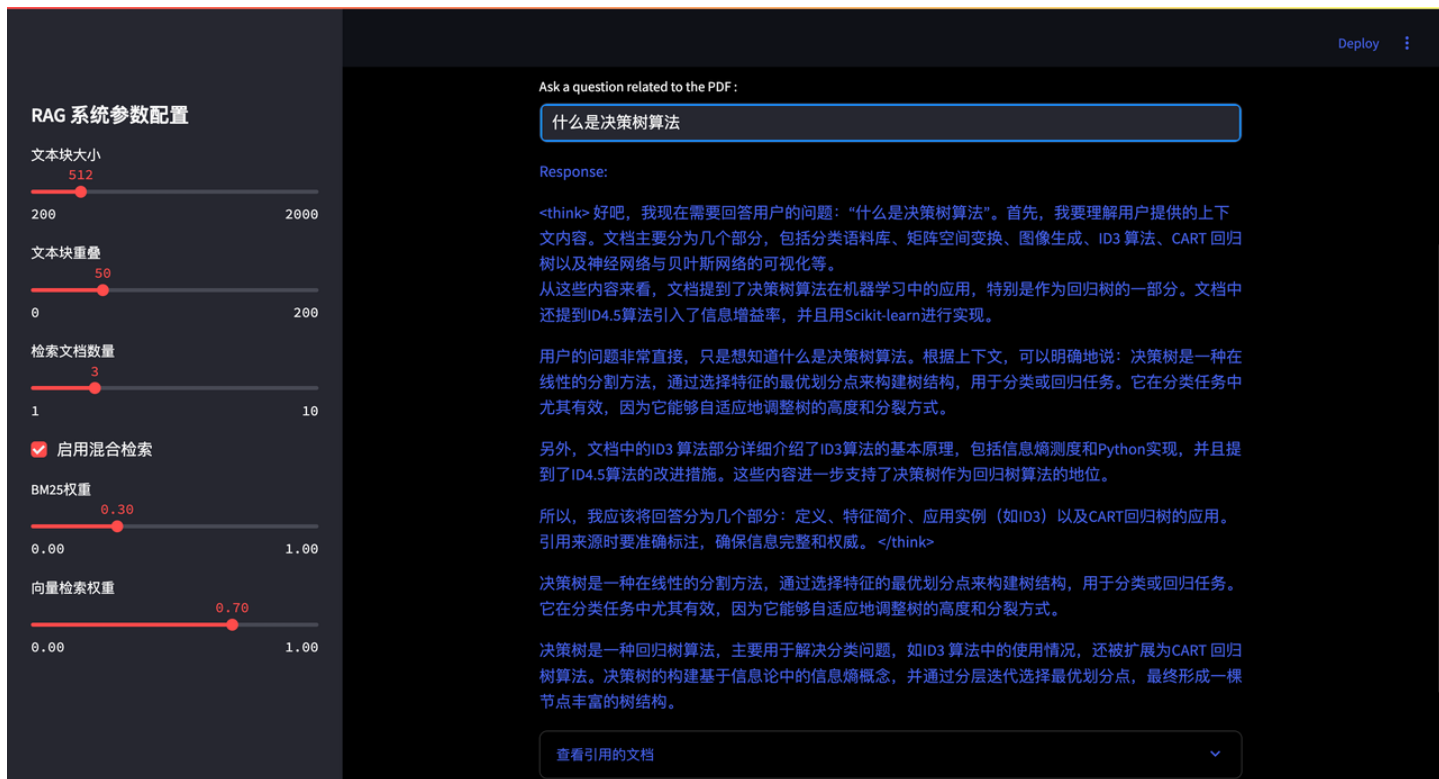 Deploy
RAG 系统参数配置
文本块大小
512
200 2000
文本块重叠
50
0 200
检索文档数量
3
1 10
启用混合检索
BM25权重
0.30
0.00 1.00
向量检索权重
0.70
0.00 1.00
Ask a question related to the PDF :
什么是决策树算法
Response:
<think> 好吧，我现在需要回答用户的问题：“什么是决策树算法”。首先，我要理解用户提供的上下
文内容。文档主要分为几个部分，包括分类语料库、矩阵空间变换、图像生成、ID3 算法、CART 回归
树以及神经网络与贝叶斯网络的可视化等。
从这些内容来看，文档提到了决策树算法在机器学习中的应用，特别是作为回归树的一部分。文档中
还提到ID4.5算法引入了信息增益率，并且用Scikit-learn进行实现。
用户的问题非常直接，只是想知道什么是决策树算法。根据上下文，可以明确地说：决策树是一种在
线性的分割方法，通过选择特征的最优划分点来构建树结构，用于分类或回归任务。它在分类任务中
尤其有效，因为它能够自适应地调整树的高度和分裂方式。
另外，文档中的ID3 算法部分详细介绍了ID3算法的基本原理，包括信息熵测度和Python实现，并且提
到了ID4.5算法的改进措施。这些内容进一步支持了决策树作为回归树算法的地位。
所以，我应该将回答分为几个部分：定义、特征简介、应用实例（如ID3）以及CART回归树的应用。
引用来源时要准确标注，确保信息完整和权威。 </think>
决策树是一种在线性的分割方法，通过选择特征的最优划分点来构建树结构，用于分类或回归任务。
它在分类任务中尤其有效，因为它能够自适应地调整树的高度和分裂方式。
决策树是一种回归树算法，主要用于解决分类问题，如ID3 算法中的使用情况，还被扩展为CART 回归
树算法。决策树的构建基于信息论中的信息熵概念，并通过分层迭代选择最优划分点，最终形成一棵
节点丰富的树结构。
查看引用的文档